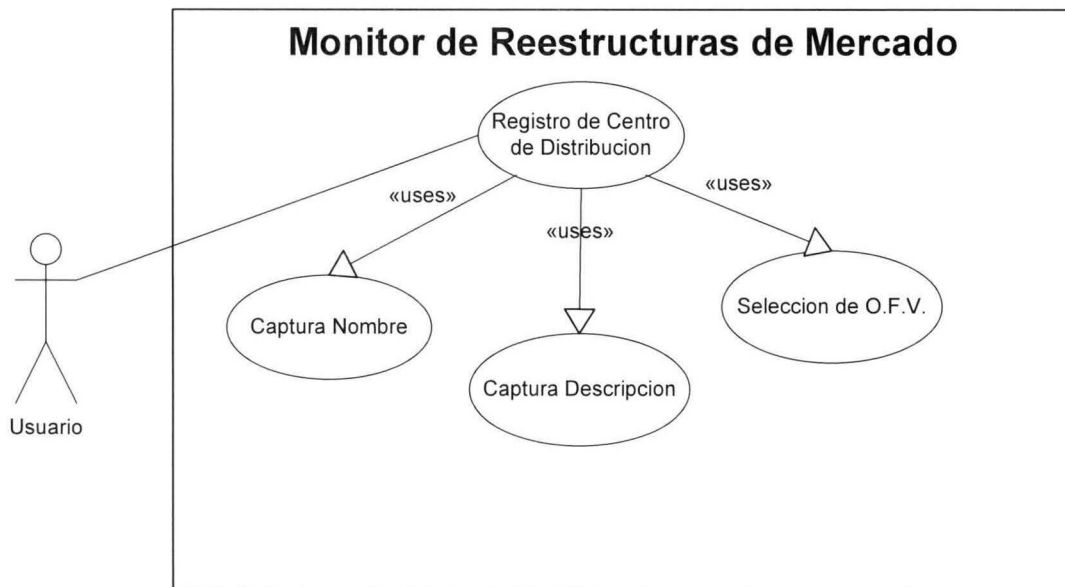 Monitor de Reestructuras de Mercado
Registro de Centro
de Distribucion
«uses»
«uses»
«uses»
Captura Nombre
Captura Descripcion
Seleccion de O.F.V.
Usuario